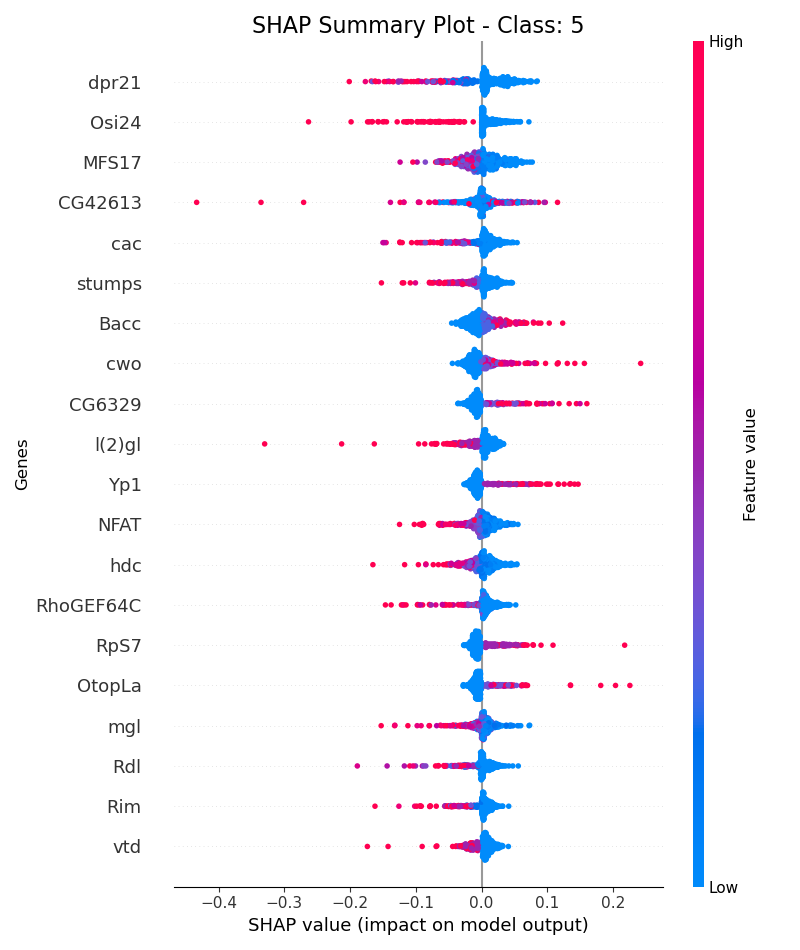 SHAP Summary Plot - Class: 5
High
dpr21
Osi24
MFS17
CG42613
cac
stumps
Bacc
cwo
CG6329
l(2)gl
Yp1
NFAT
hdc
RhoGEF64C
RpS7
OtopLa
mgl
Rdl
Rim
vtd
Genes
Feature value
Low
−0.4 −0.3 −0.2 −0.1 0.0 0.1 0.2
SHAP value (impact on model output)